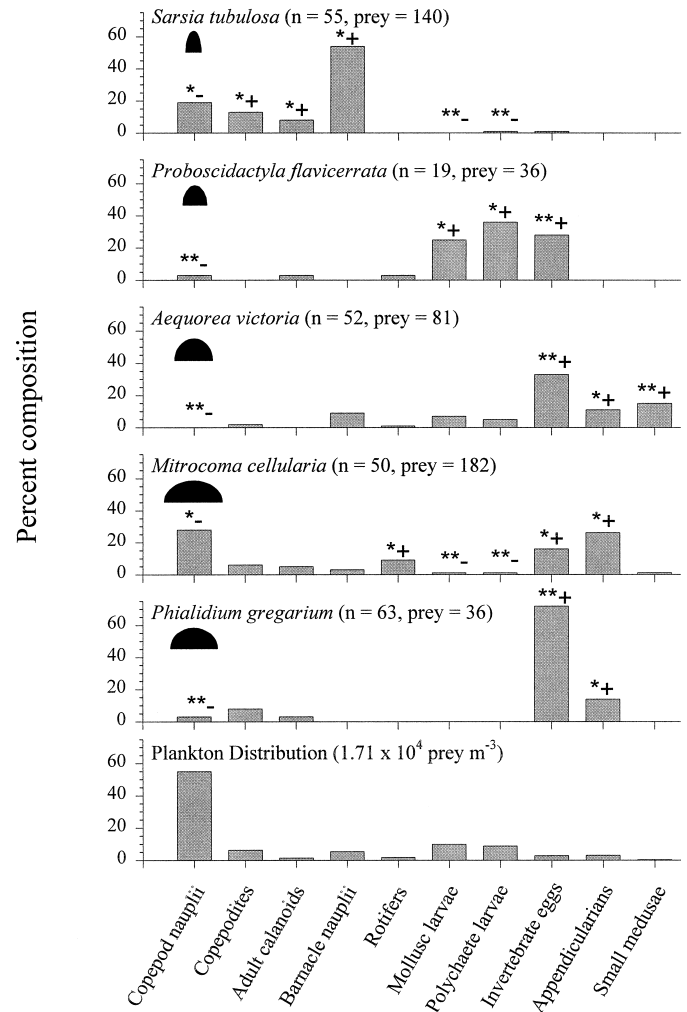 Percent composition
Sarsia tubulosa (n = 55, prey = 140)
60
40
20
0
*-
*+
*+
*+
**-
**-
Proboscidactyla flavicerrata (n = 19, prey = 36)
60
40
20
0
**-
*+
*+
**+
Aequorea victoria (n = 52, prey = 81)
60
40
20
0
**-
**+
*+
**+
Mitrocoma cellularia (n = 50, prey = 182)
60
40
20
0
*-
*+
**-
**-
*+
*+
Phialidium gregarium (n = 63, prey = 36)
60
40
20
0
**-
**+
*+
Plankton Distribution (1.71 x 10⁴ prey m⁻³)
60
40
20
0
Copepod nauplii
Copepodites
Adult calanoids
Barnacle nauplii
Rotifers
Mollusc larvae
Polychaete larvae
Invertebrate eggs
Appendicularians
Small medusae